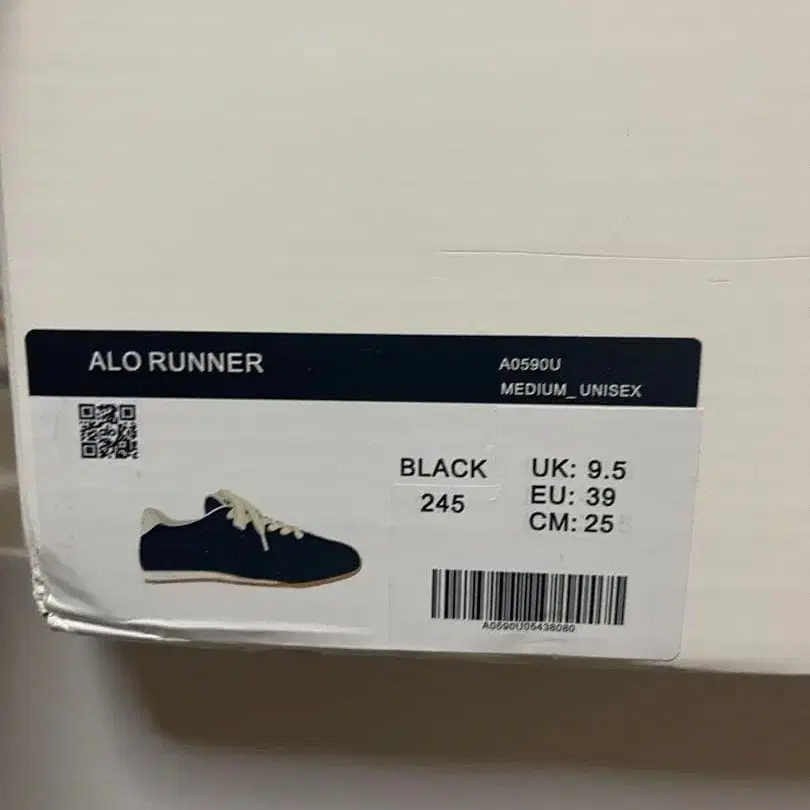 ALO RUNNER
A0590U
MEDIUM_UNISEX
BLACK
245
UK: 9.5
EU: 39
CM: 25
A0590U05438080